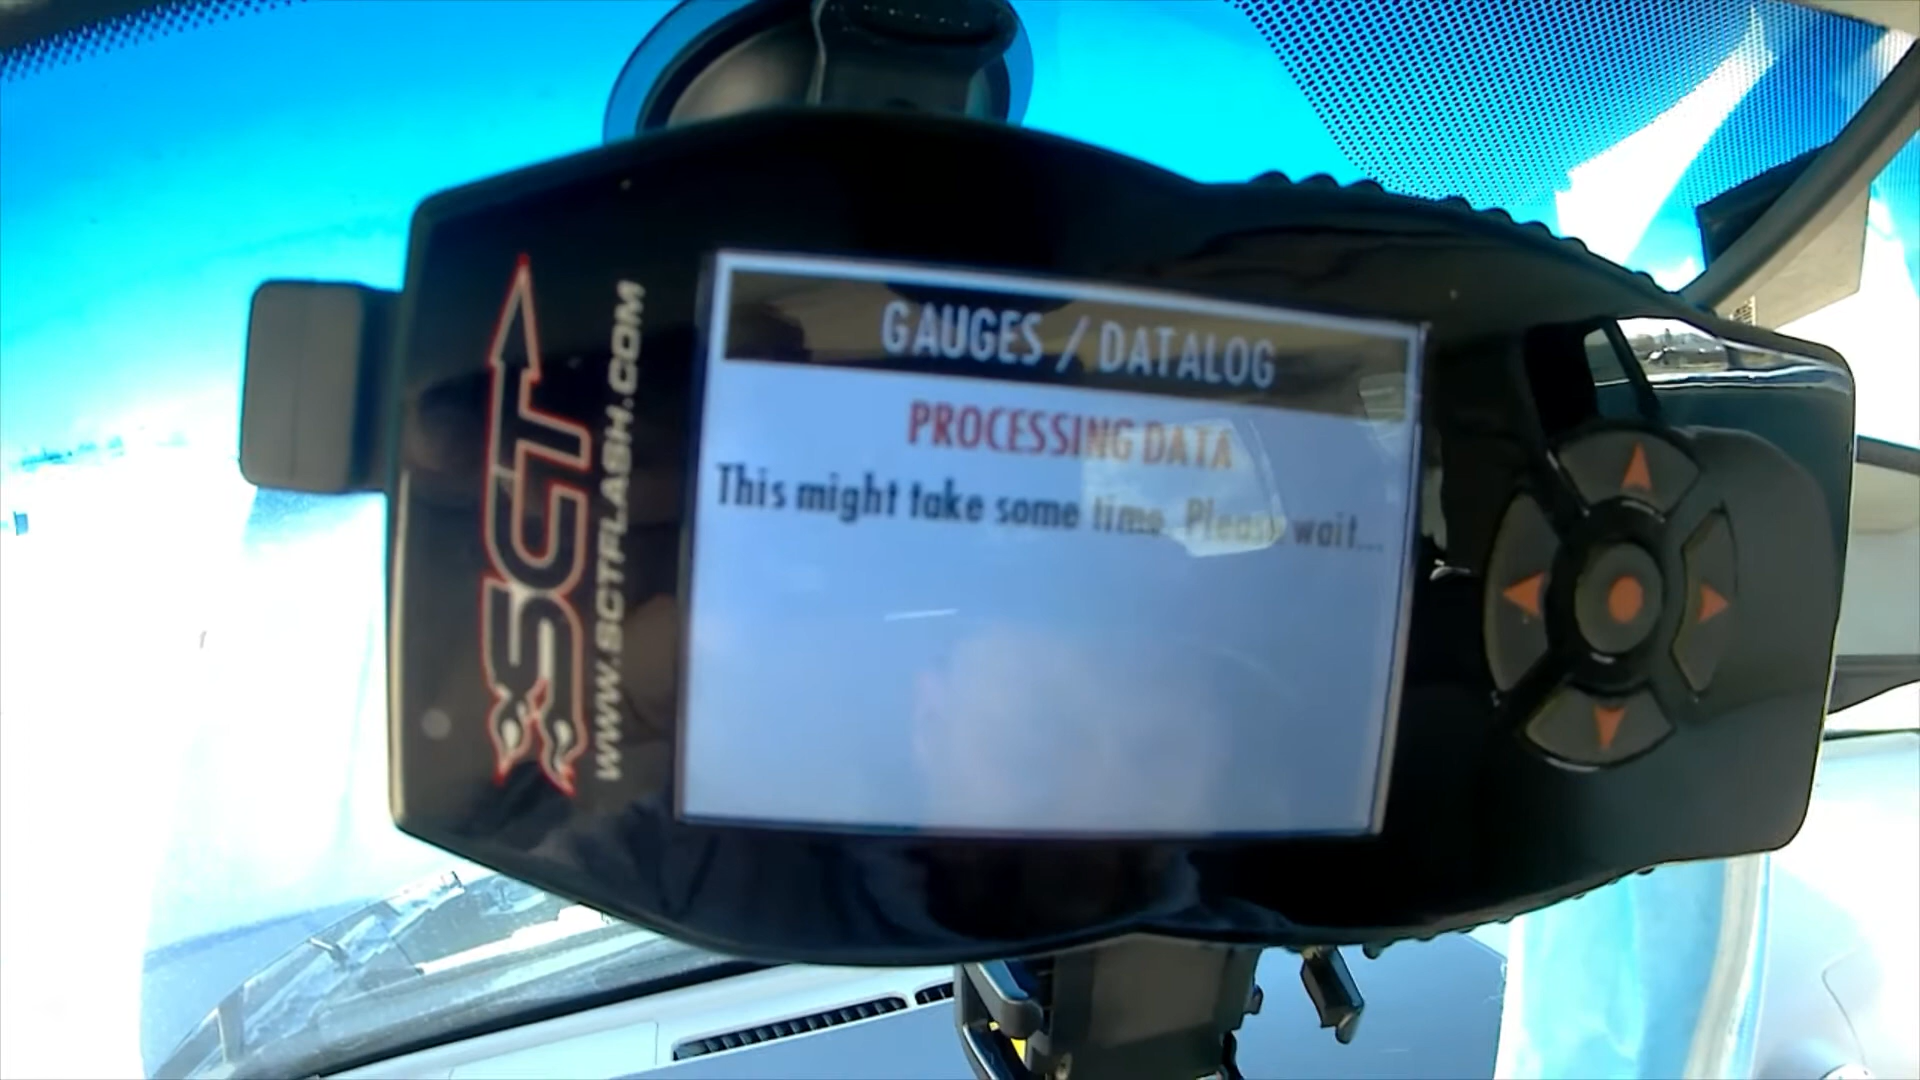 GAUGES / DATALOG
PROCESSING DATA
This might take some time. Please wait...
SCT
WWW.SCTFLASH.COM